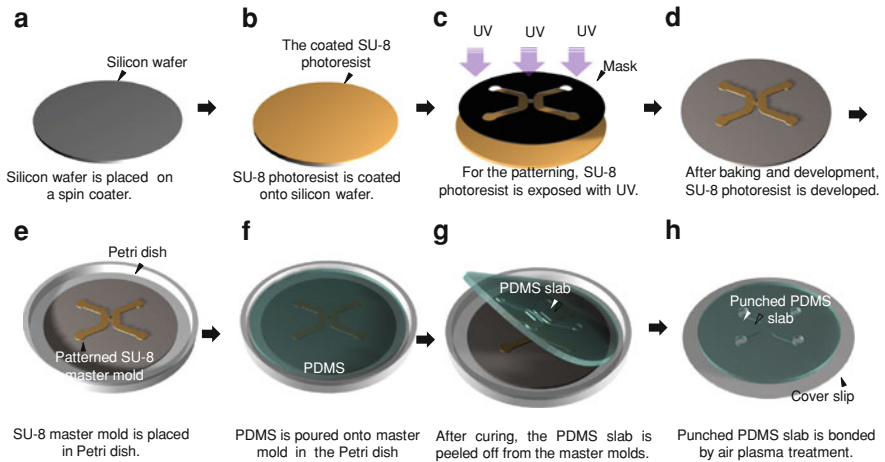 a
Silicon wafer
Silicon wafer is placed on
a spin coater.
b
The coated SU-8
photoresist
SU-8 photoresist is coated
onto silicon wafer.
c
UV UV UV
Mask
For the patterning, SU-8
photoresist is exposed with UV.
d
After baking and development,
SU-8 photoresist is developed.
e
Petri dish
Patterned SU-8
master mold
SU-8 master mold is placed
in Petri dish.
f
PDMS
PDMS is poured onto master
mold in the Petri dish
g
PDMS slab
After curing, the PDMS slab is
peeled off from the master molds.
h
Punched PDMS
slab
Cover slip
Punched PDMS slab is bonded
by air plasma treatment.